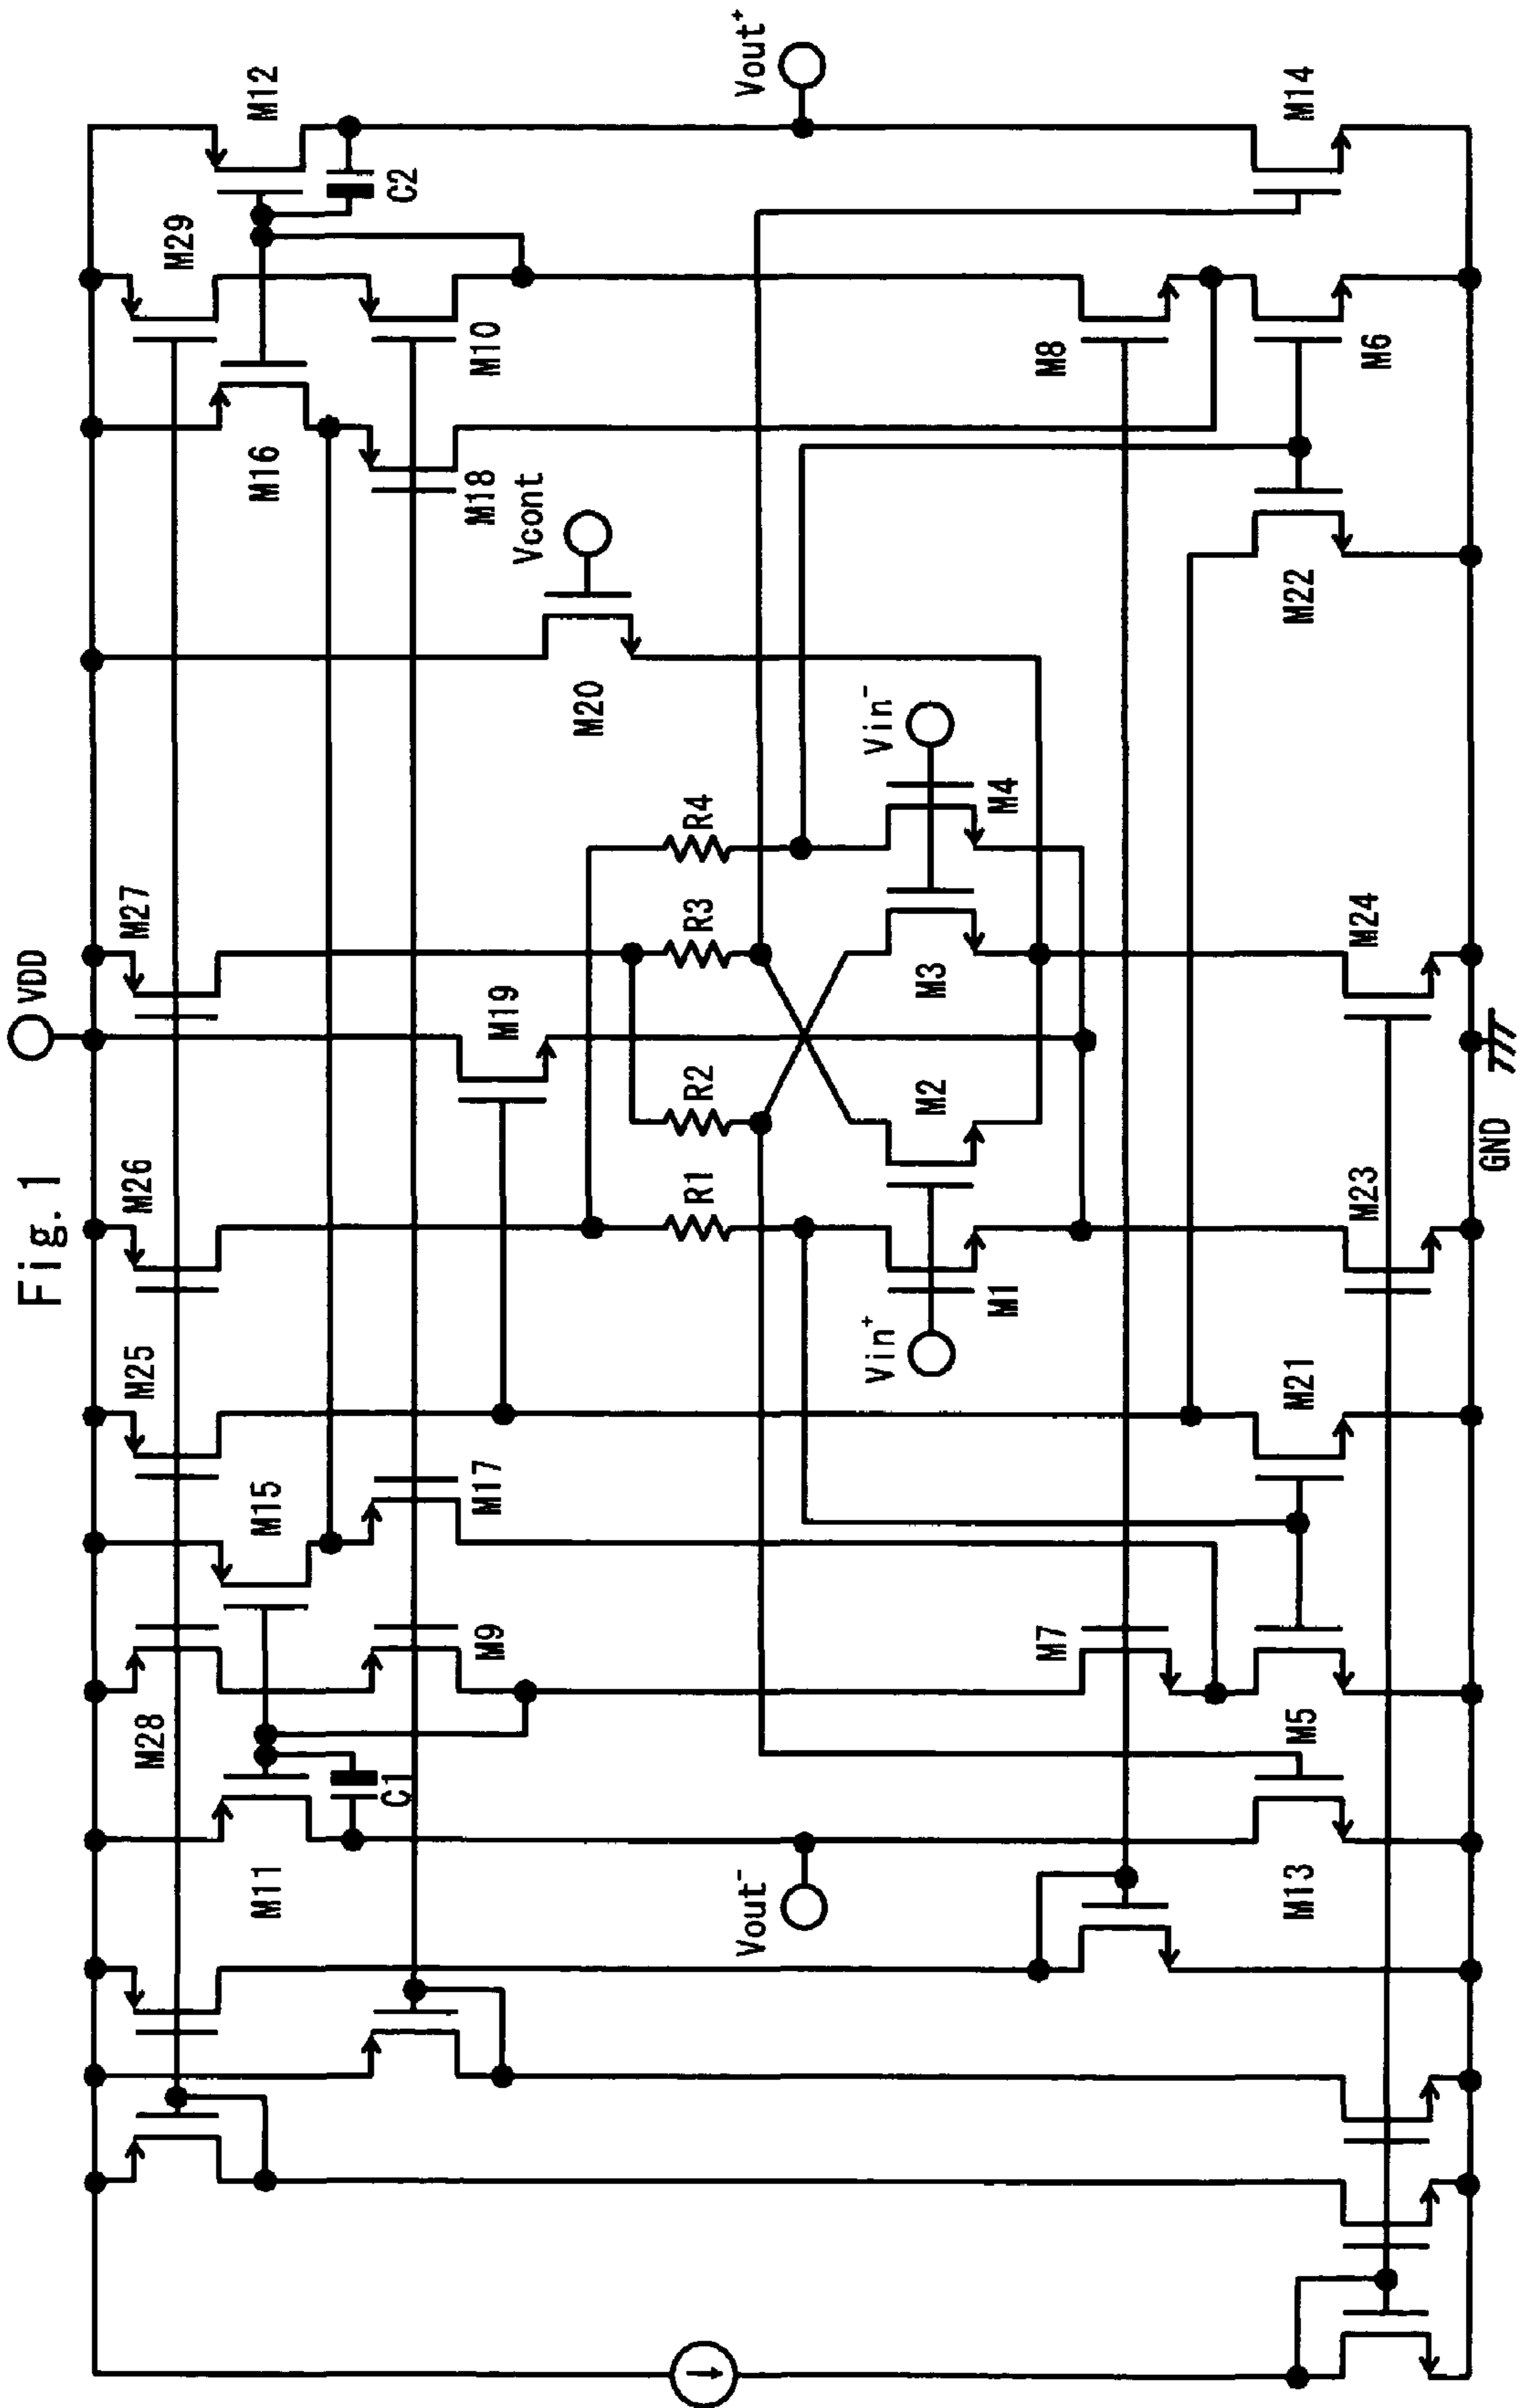 Fig. 1
VDD
M12
M29
M27
M26
M25
M28
M16
M15
M11
C2
C1
M10
M18
M19
M17
M9
Vcont
M20
R4
R3
R2
R1
Vout+
Vout-
Vin-
Vin+
M4
M3
M2
M1
M8
M7
M14
M6
M22
M24
M23
M21
M5
M13
GND